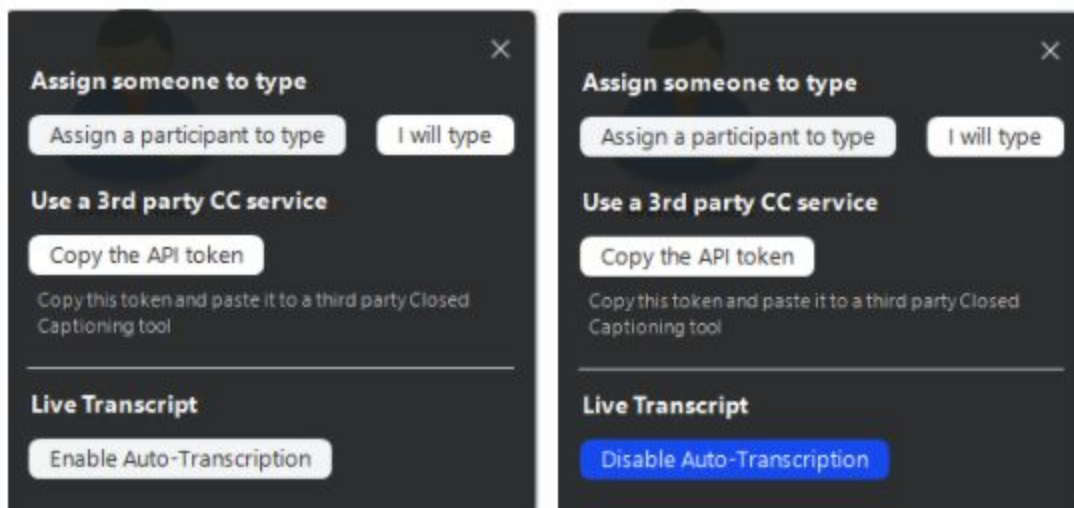 Assign someone to type
Assign a participant to type I will type
Use a 3rd party CC service
Copy the API token
Copy this token and paste it to a third party Closed
Captioning tool
Live Transcript
Enable Auto-Transcription
Assign someone to type
Assign a participant to type I will type
Use a 3rd party CC service
Copy the API token
Copy this token and paste it to a third party Closed
Captioning tool
Live Transcript
Disable Auto-Transcription